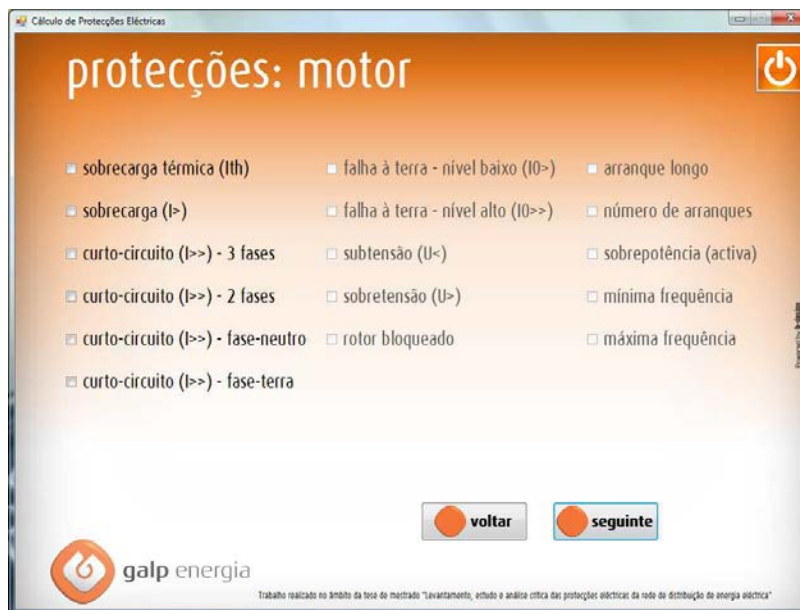 Cálculo de Protecções Eléctricas
protecções: motor
sobrecarga térmica (Ith)
sobrecarga (I>)
curto-circuito (I>>) - 3 fases
curto-circuito (I>>) - 2 fases
curto-circuito (I>>) - fase-neutro
curto-circuito (I>>) - fase-terra
falha à terra - nível baixo (I0>)
falha à terra - nível alto (I0>>)
subtensão (U<)
sobretensão (U>)
rotor bloqueado
arranque longo
número de arranques
sobrepotência (activa)
mínima frequência
máxima frequência
voltar
seguinte
galp energia
Trabalho realizado no âmbito da tese de mestrado "Levantamento, estudo e análise crítica das protecções eléctricas da rede de distribuição de energia eléctrica"